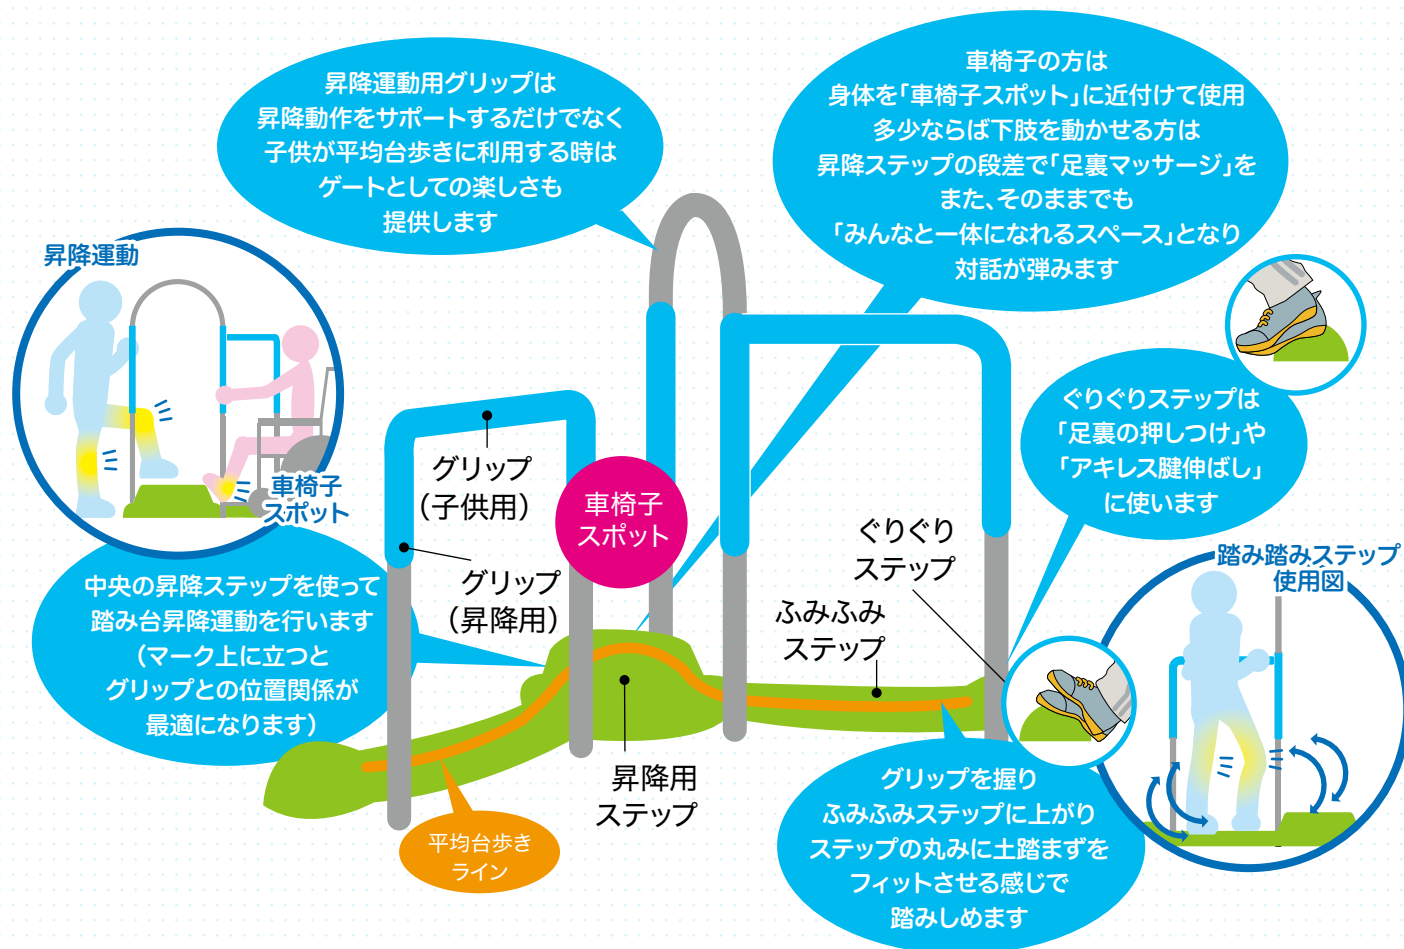 昇降運動用グリップは
昇降動作をサポートするだけでなく
子供が平均台歩きに利用する時は
ゲートとしての楽しさも
提供します
車椅子の方は
身体を「車椅子スポット」に近付けて使用
多少ならば下肢を動かせる方は
昇降ステップの段差で「足裏マッサージ」を
また、そのままでも
「みんなと一体になれるスペース」となり
対話が弾みます
昇降運動
車椅子
スポット
ぐりぐりステップは
「足裏の押しつけ」や
「アキレス腱伸ばし」
に使います
グリップ
（子供用）
車椅子
スポット
グリップ
（昇降用）
ぐりぐり
ステップ
ふみふみ
ステップ
踏み踏みステップ
使用図
中央の昇降ステップを使って
踏み台昇降運動を行います
（マーク上に立つと
グリップとの位置関係が
最適になります）
昇降用
ステップ
平均台歩き
ライン
グリップを握り
ふみふみステップに上がり
ステップの丸みに土踏まずを
フィットさせる感じで
踏みしめます